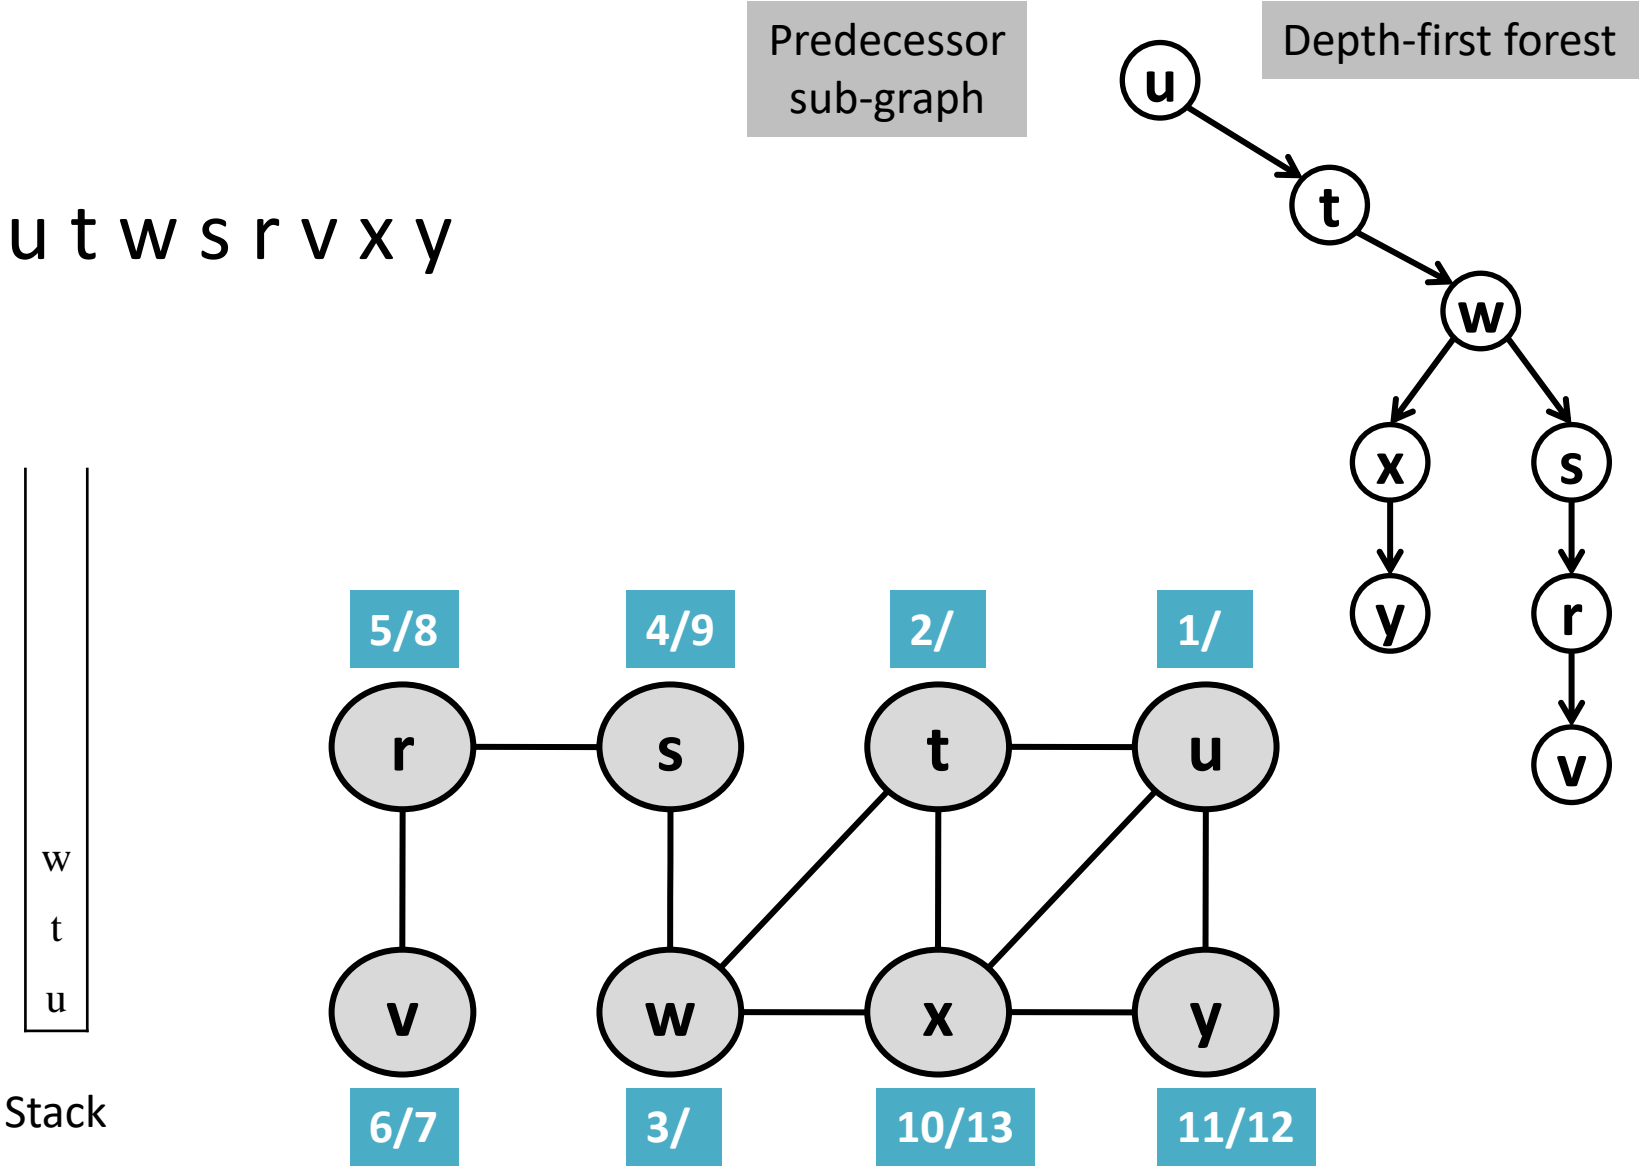 Predecessor
sub-graph
Depth-first forest
u
t
w
x s
y r
v
u t w s r v x y
5/8 4/9 2/ 1/
r s t u
v w x y
6/7 3/ 10/13 11/12
w
t
u
Stack